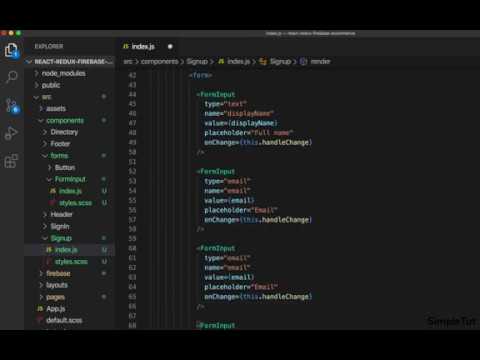 index.js — react-redux-firebase-ecommerce
EXPLORER
index.js
REACT-REDUX-FIREBASE-...
node_modules
public
src
assets
components
Directory
Footer
forms
Button
FormInput
index.js U
styles.scss U
Header
SignIn
Signup
index.js U
styles.scss U
firebase
layouts
pages
App.js
default.scss
src > components > Signup > index.js > Signup > render
42 <form>
43
44 <FormInput
45 type="text"
46 name="displayName"
47 value={displayName}
48 placeholder="Full name"
49 onChange={this.handleChange}
50 />
51
52 <FormInput
53 type="email"
54 name="email"
55 value={email}
56 placeholder="Email"
57 onChange={this.handleChange}
58 />
59
60 <FormInput
61 type="email"
62 name="email"
63 value={email}
64 placeholder="Email"
65 onChange={this.handleChange}
66 />
67
68 <FormInput
SimpleTut